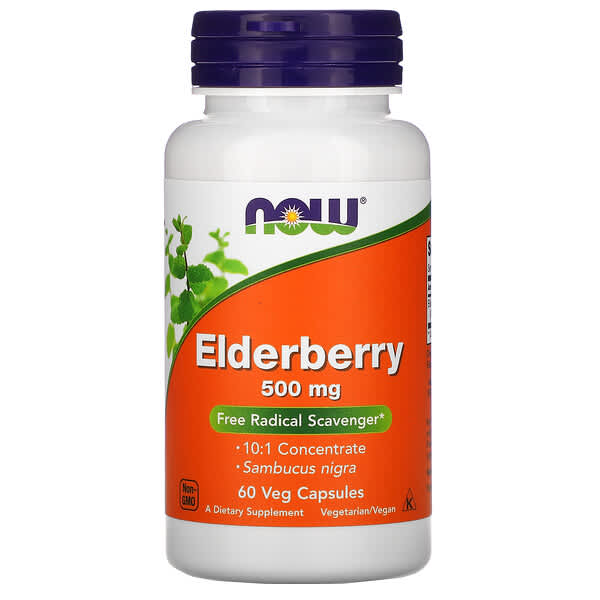 NOW®
Elderberry
500 mg
Free Radical Scavenger*
• 10:1 Concentrate
• Sambucus nigra
60 Veg Capsules
Non-
GMO
A Dietary Supplement Vegetarian/Vegan
K